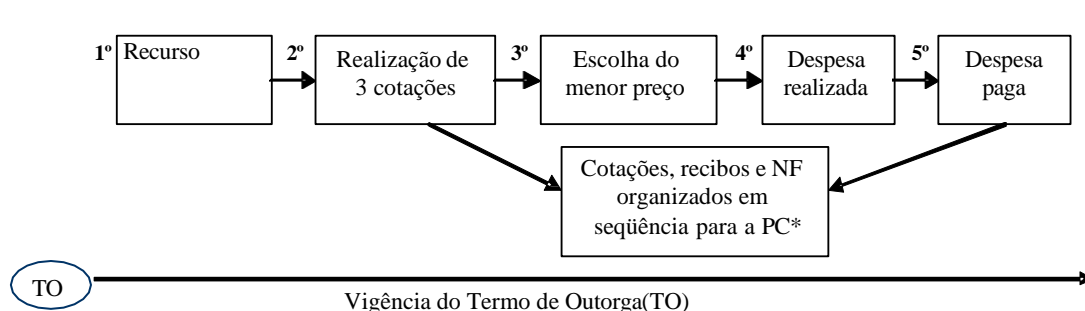 1º Recurso
2º
Realização de
3 cotações
3º
Escolha do
menor preço
4º
Despesa
realizada
5º
Despesa
paga
Cotações, recibos e NF
organizados em
seqüência para a PC*
TO
Vigência do Termo de Outorga(TO)